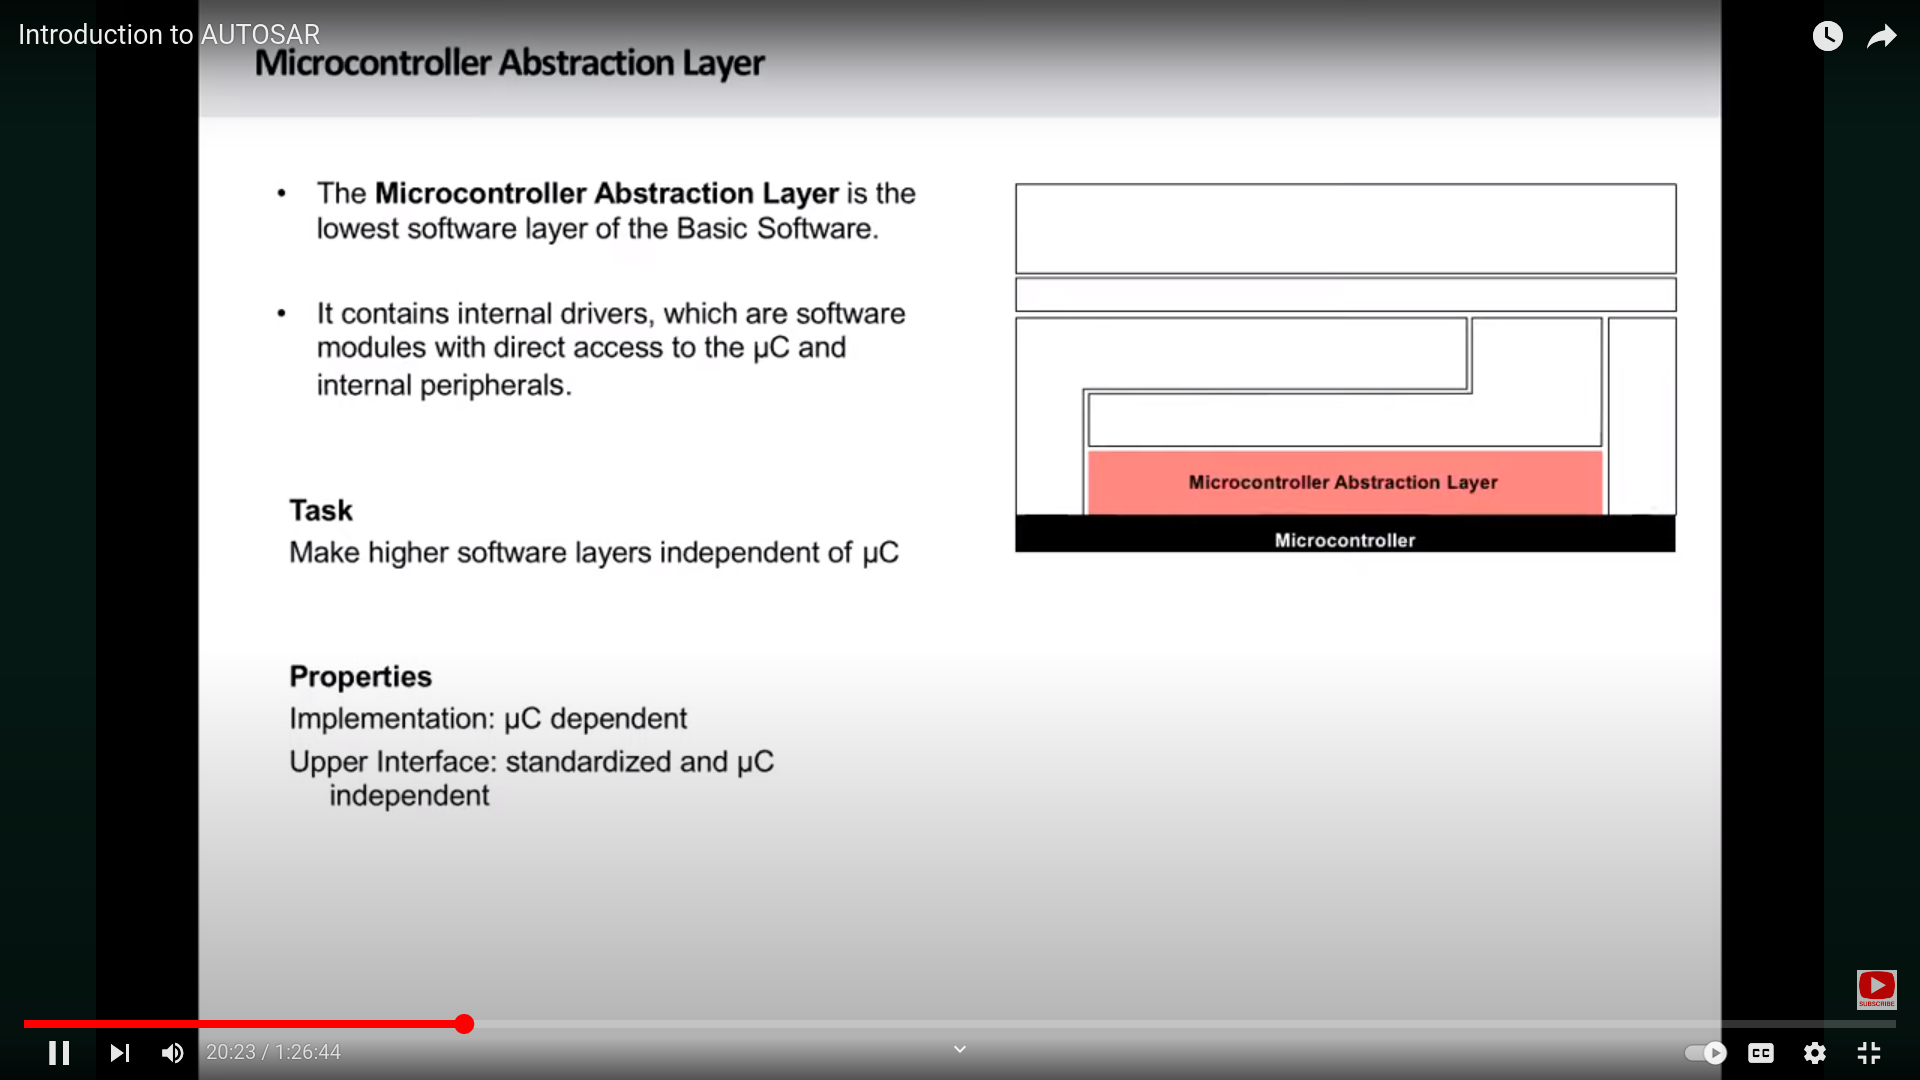 Introduction to AUTOSAR
Microcontroller Abstraction Layer
• The Microcontroller Abstraction Layer is the
lowest software layer of the Basic Software.
• It contains internal drivers, which are software
modules with direct access to the µC and
internal peripherals.
Task
Make higher software layers independent of µC
Properties
Implementation: µC dependent
Upper Interface: standardized and µC
independent
Microcontroller Abstraction Layer
Microcontroller
SUBSCRIBE
20:23 / 1:26:44
CC